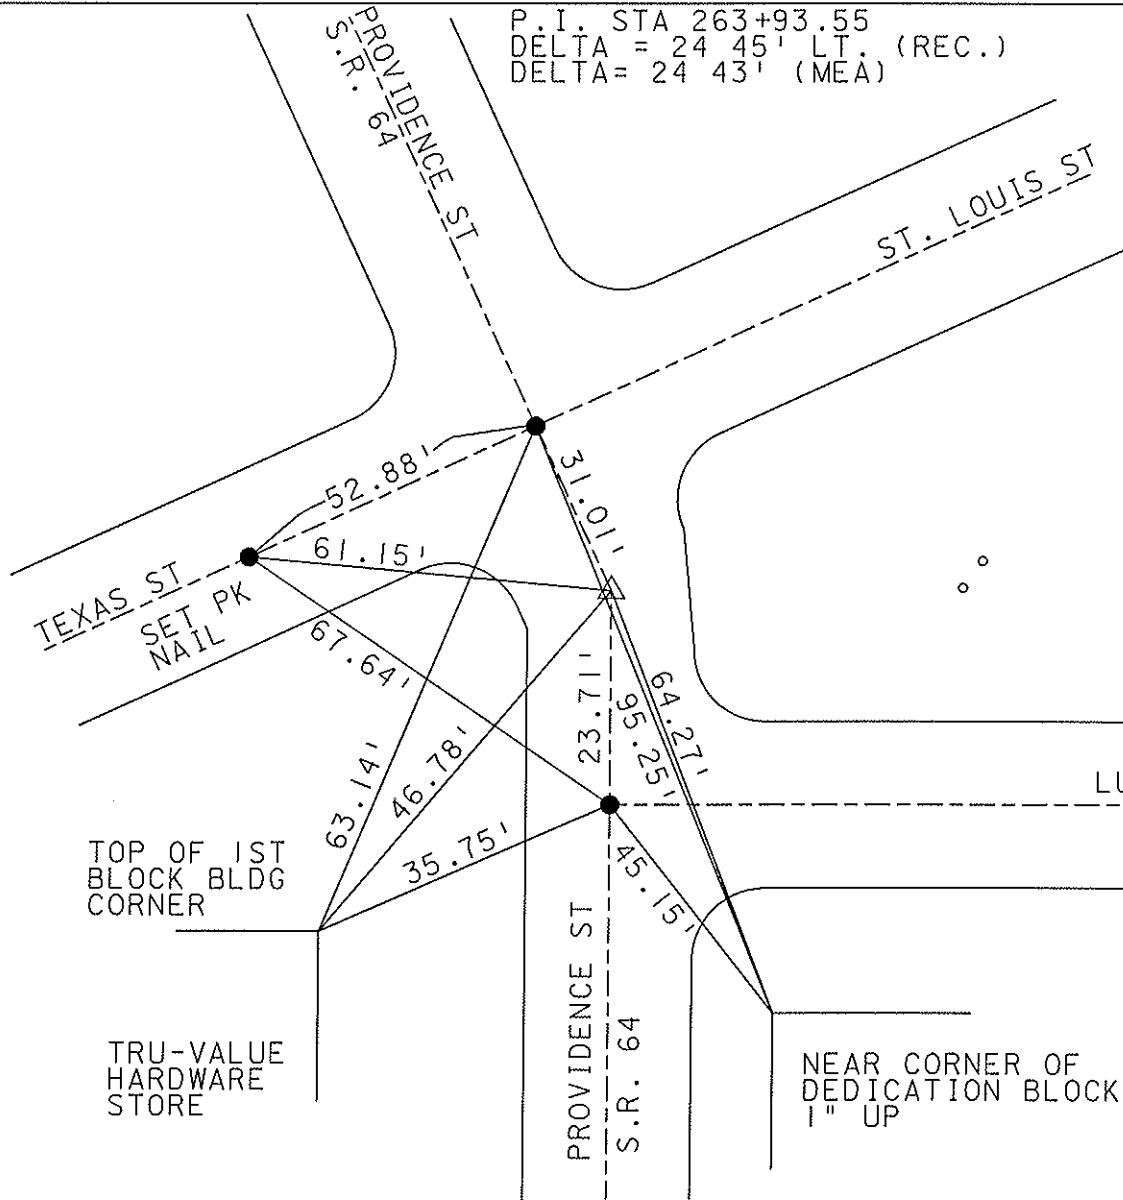 P.I. STA 263+93.55
DELTA = 24 45' LT. (REC.)
DELTA= 24 43' (MEA)
PROVIDENCE ST
S.R. 64
ST. LOUIS ST
52.88'
31.01'
61.15'
TEXAS ST
SET PK
NAIL
67.64'
23.71'
64.27'
95.25'
63.14'
46.78'
35.75'
45.15'
LU
TOP OF 1ST
BLOCK BLDG
CORNER
PROVIDENCE ST
S.R. 64
TRU-VALUE
HARDWARE
STORE
NEAR CORNER OF
DEDICATION BLOCK
1" UP